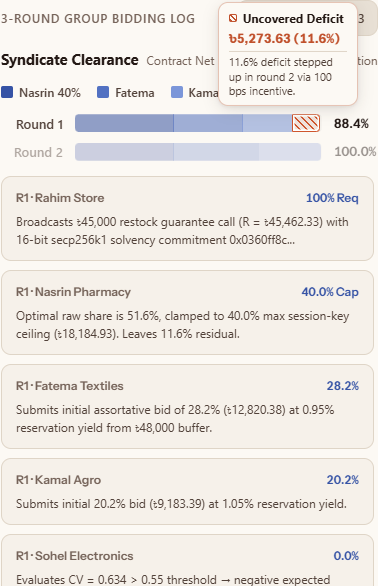 3-ROUND GROUP BIDDING LOG
3
Uncovered Deficit
৳5,273.63 (11.6%)
11.6% deficit stepped
up in round 2 via 100
bps incentive.
Syndicate Clearance
Contract Net
tion
Nasrin 40%
Fatema
Kama
Round 1
88.4%
Round 2
100.0%
R1·Rahim Store
100% Req
Broadcasts ৳45,000 restock guarantee call (R = ৳45,462.33) with
16-bit secp256k1 solvency commitment 0x0360ff8c...
R1·Nasrin Pharmacy
40.0% Cap
Optimal raw share is 51.6%, clamped to 40.0% max session-key
ceiling (৳18,184.93). Leaves 11.6% residual.
R1·Fatema Textiles
28.2%
Submits initial assortative bid of 28.2% (৳12,820.38) at 0.95%
reservation yield from ৳48,000 buffer.
R1·Kamal Agro
20.2%
Submits initial 20.2% bid (৳9,183.39) at 1.05% reservation yield.
R1·Sohel Electronics
0.0%
Evaluates CV = 0.634 > 0.55 threshold → negative expected